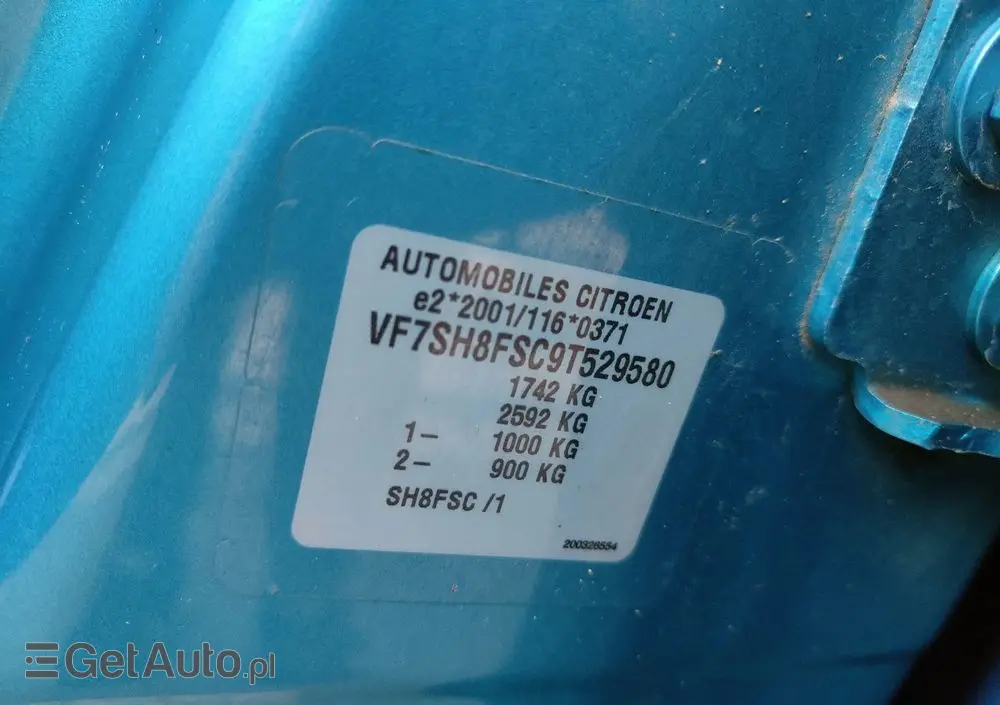 AUTOMOBILES CITROEN
e2*2001/116*0371
VF7SH8FSC9T529580
1742 KG
2592 KG
1– 1000 KG
2– 900 KG
SH8FSC /1
200328554
GetAuto.pl